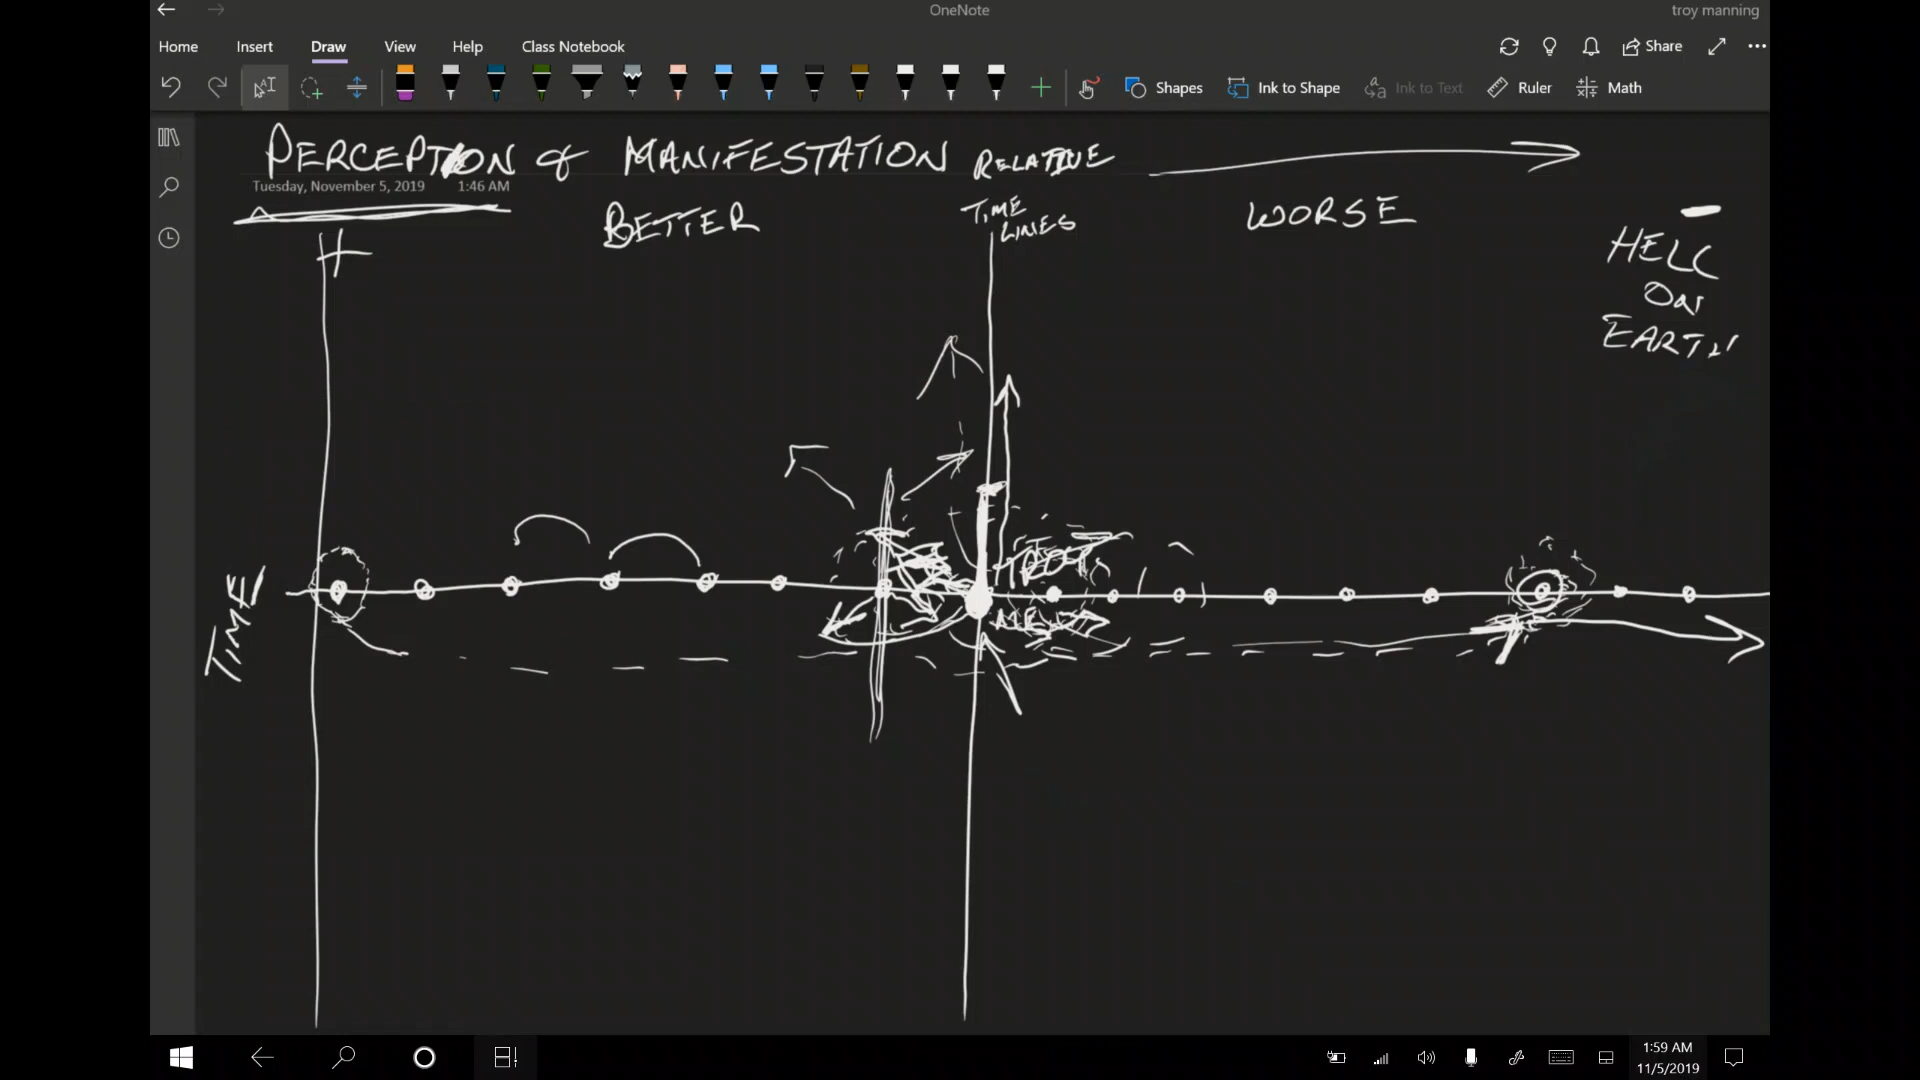 OneNote
troy manning
Home Insert Draw View Help Class Notebook
Share
Shapes Ink to Shape Ink to Text Ruler Math
PERCEPTION & MANIFESTATION RELATIVE
Tuesday, November 5, 2019 1:46 AM
BETTER
TIME
LINES
WORSE
HELL
ON
EARTH
TIME
1:59 AM
11/5/2019